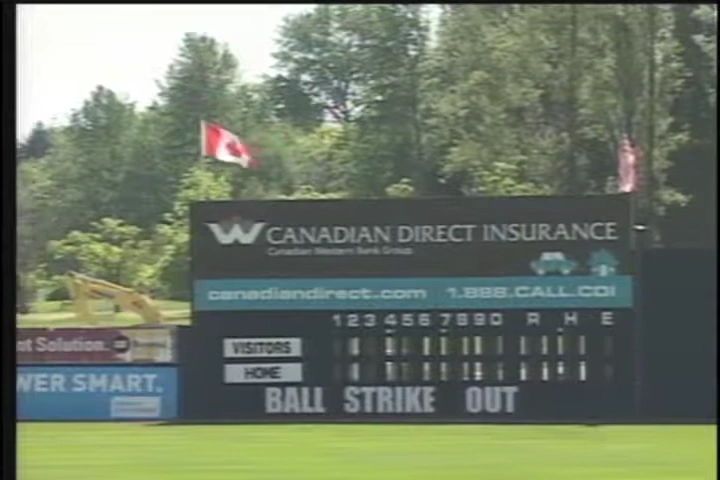 W CANADIAN DIRECT INSURANCE
Canadian Western Bank Group
canadiandirect.com 1.888.CALL.CDI
1 2 3 4 5 6 7 8 9 0 R H E
VISITORS
HOME
BALL STRIKE OUT
nt Solution.
WER SMART.